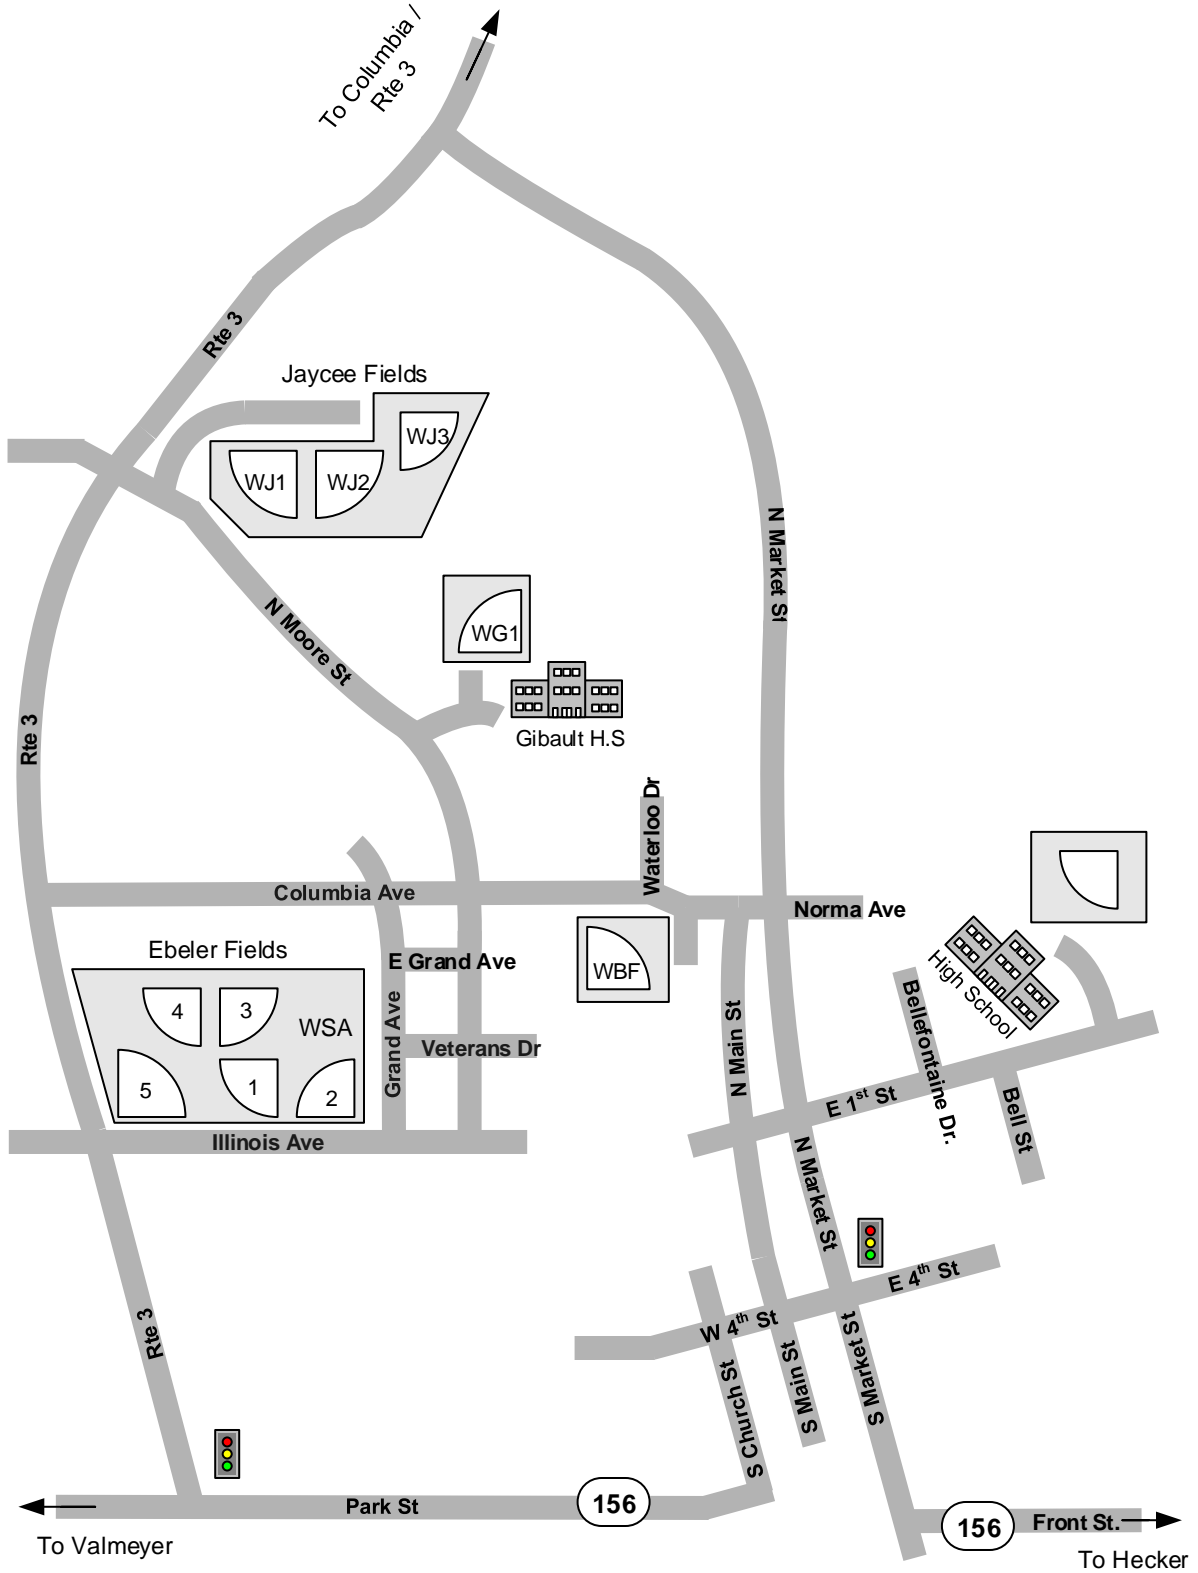 To Columbia /
Rte 3
Rte 3
Jaycee Fields
WJ3
WJ1
WJ2
N Market St
WG1
N Moore St
Rte 3
Gibault H.S
Waterloo Dr
Columbia Ave
Norma Ave
Ebeler Fields
E Grand Ave
WBF
High School
4
3
WSA
Grand Ave
Veterans Dr
N Main St
Bellefontaine Dr.
5
1
2
E 1st St
Bell St
Illinois Ave
N Market St
E 4th St
W 4th St
Rte 3
S Church St
S Main St
S Market St
Park St
156
156
Front St.
To Valmeyer
To Hecker